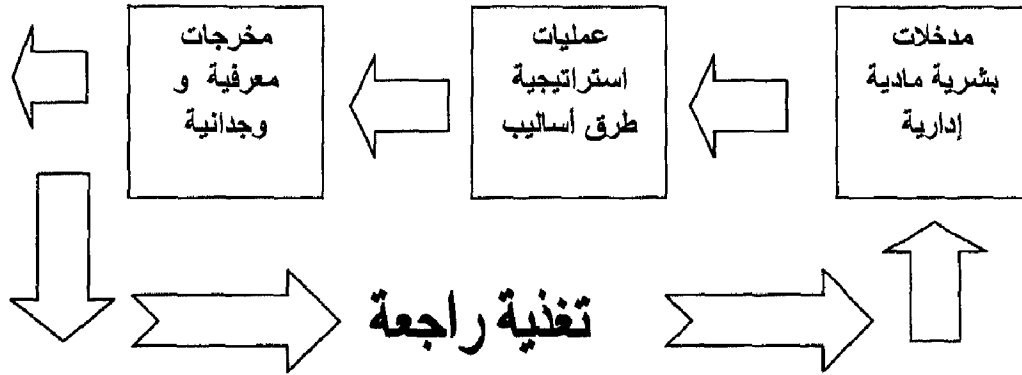 مدخلات
بشرية مادية
إدارية
عمليات
استراتيجية
طرق أساليب
مخرجات
معرفية و
وجدانية
تغذية راجعة